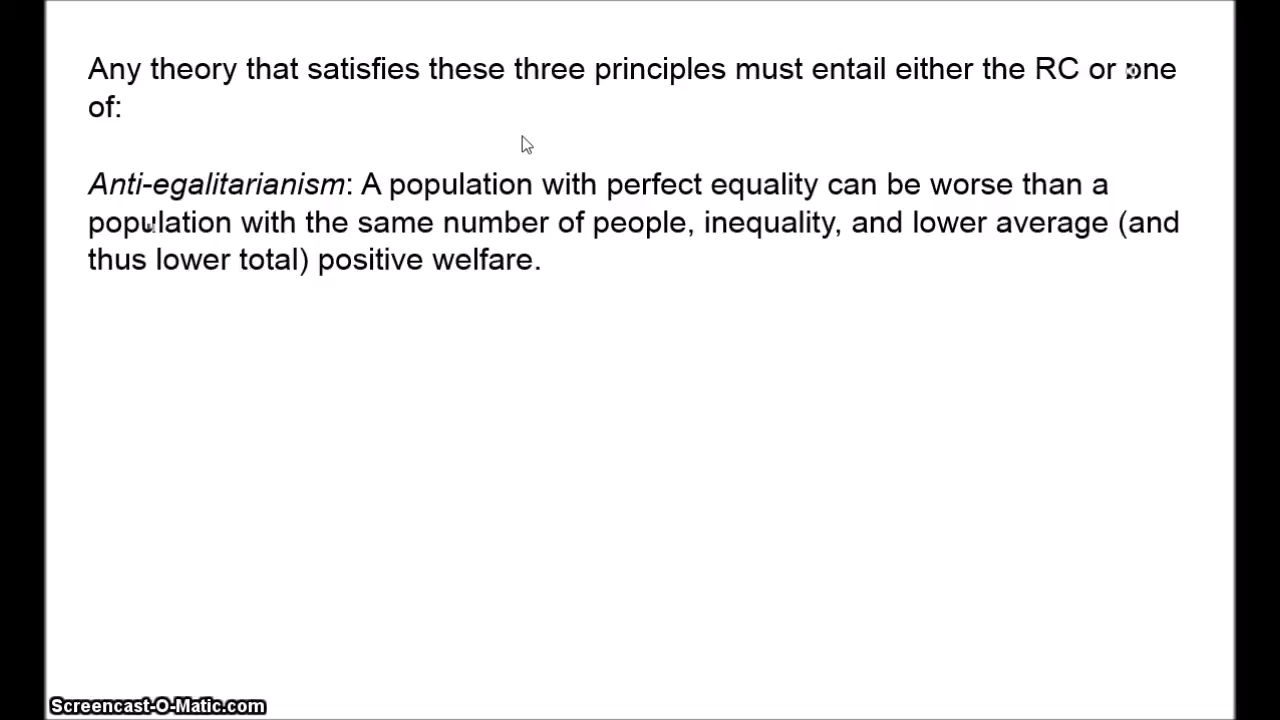 Any theory that satisfies these three principles must entail either the RC or one
of:
Anti-egalitarianism: A population with perfect equality can be worse than a
population with the same number of people, inequality, and lower average (and
thus lower total) positive welfare.
Screencast-O-Matic.com